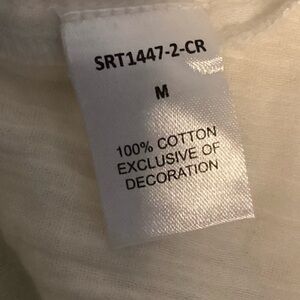 SRT1447-2-CR
M
100% COTTON
EXCLUSIVE OF
DECORATION